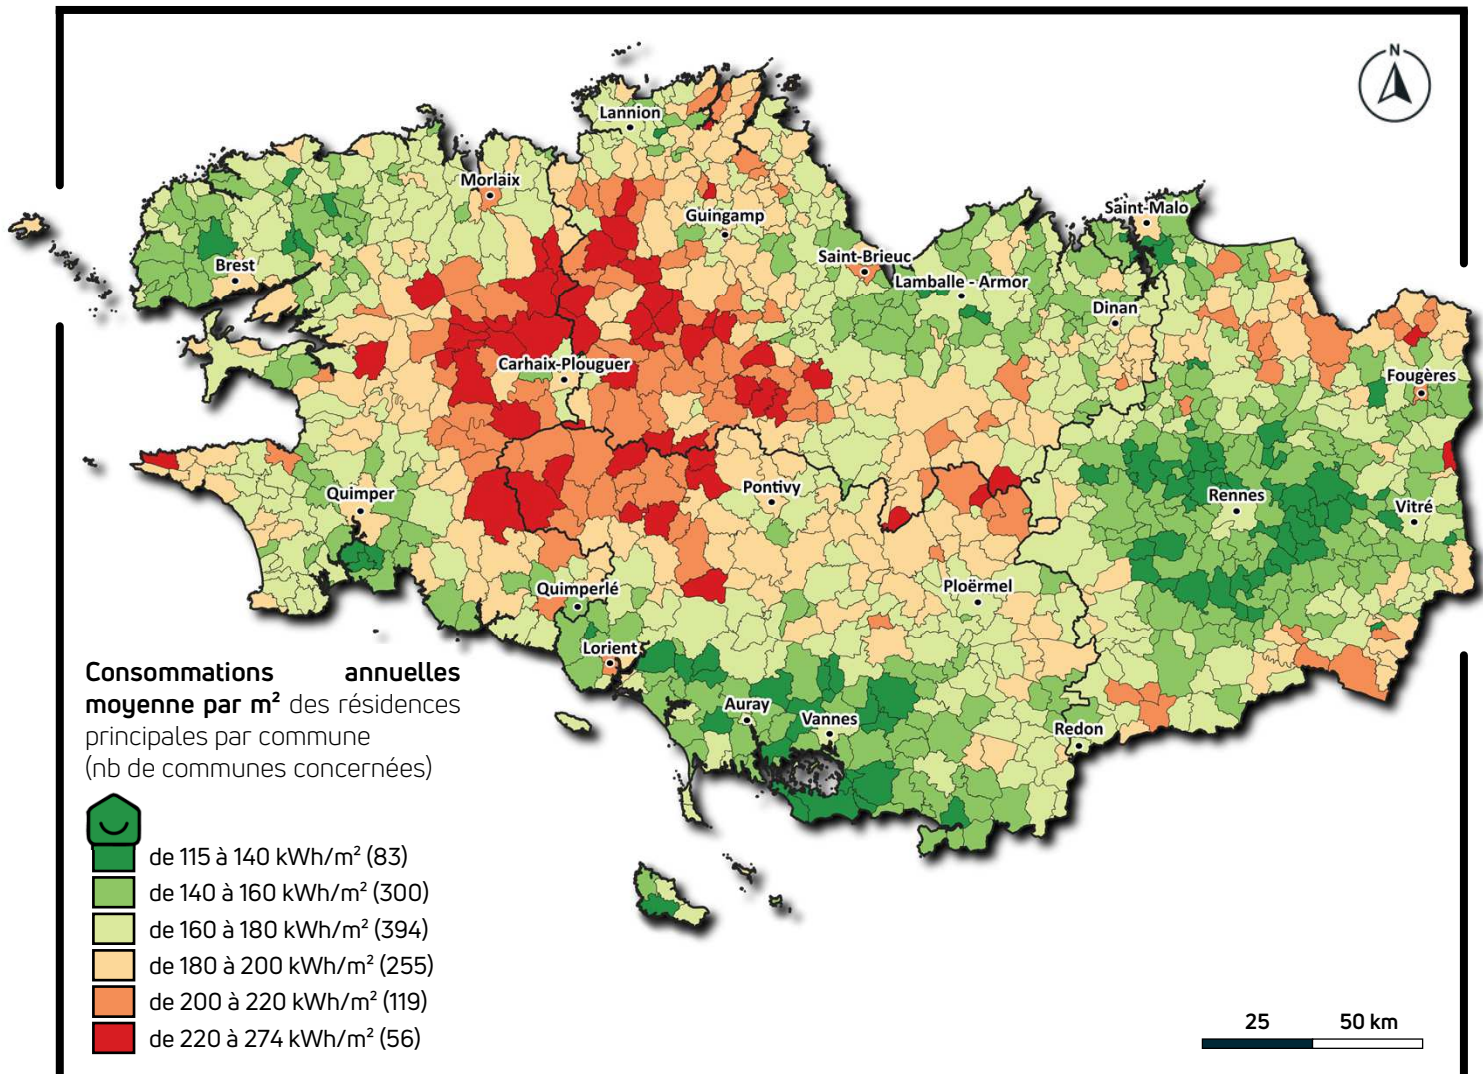 N
Lannion
Morlaix
Saint-Malo
Guingamp
Brest
Saint-Brieuc
Lamballe - Armor
Dinan
Carhaix-Plouguer
Fougères
Quimper
Pontivy
Rennes
Vitré
Quimperlé
Ploërmel
Lorient
Auray
Vannes
Redon
Consommations annuelles
moyenne par m² des résidences
principales par commune
(nb de communes concernées)
de 115 à 140 kWh/m² (83)
de 140 à 160 kWh/m² (300)
de 160 à 180 kWh/m² (394)
de 180 à 200 kWh/m² (255)
de 200 à 220 kWh/m² (119)
de 220 à 274 kWh/m² (56)
25 50 km